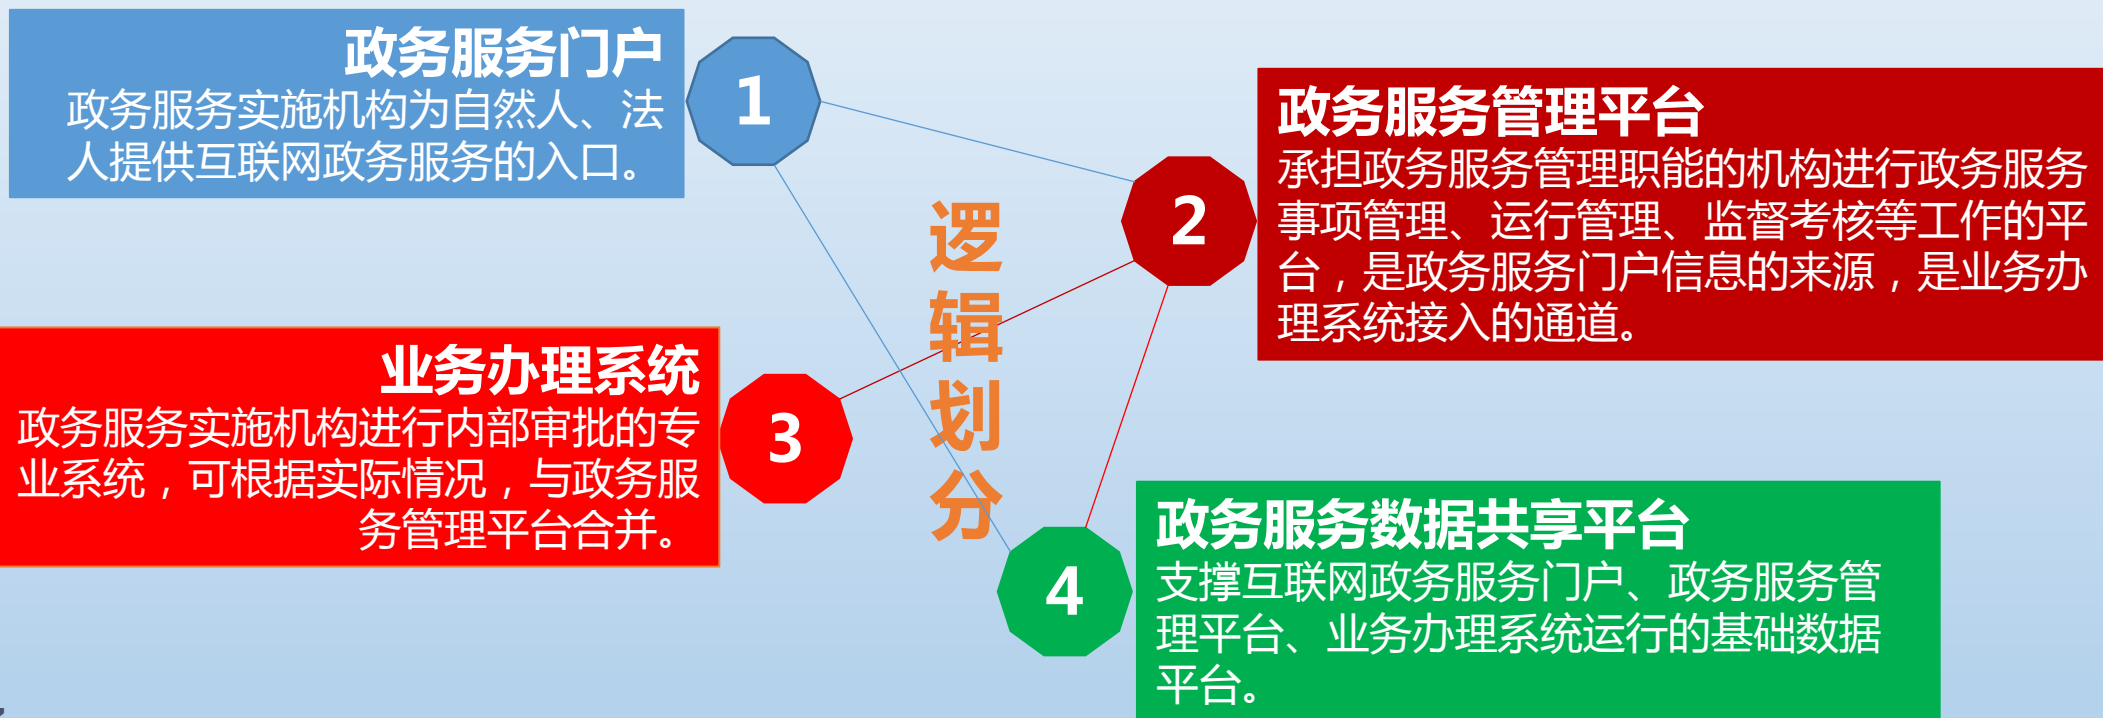 政务服务门户
政务服务实施机构为自然人、法
人提供互联网政务服务的入口。
1
政务服务管理平台
承担政务服务管理职能的机构进行政务服务
事项管理、运行管理、监督考核等工作的平
台，是政务服务门户信息的来源，是业务办
理系统接入的通道。
2
逻
辑
划
分
业务办理系统
政务服务实施机构进行内部审批的专
业系统，可根据实际情况，与政务服
务管理平台合并。
3
4
政务服务数据共享平台
支撑互联网政务服务门户、政务服务管
理平台、业务办理系统运行的基础数据
平台。